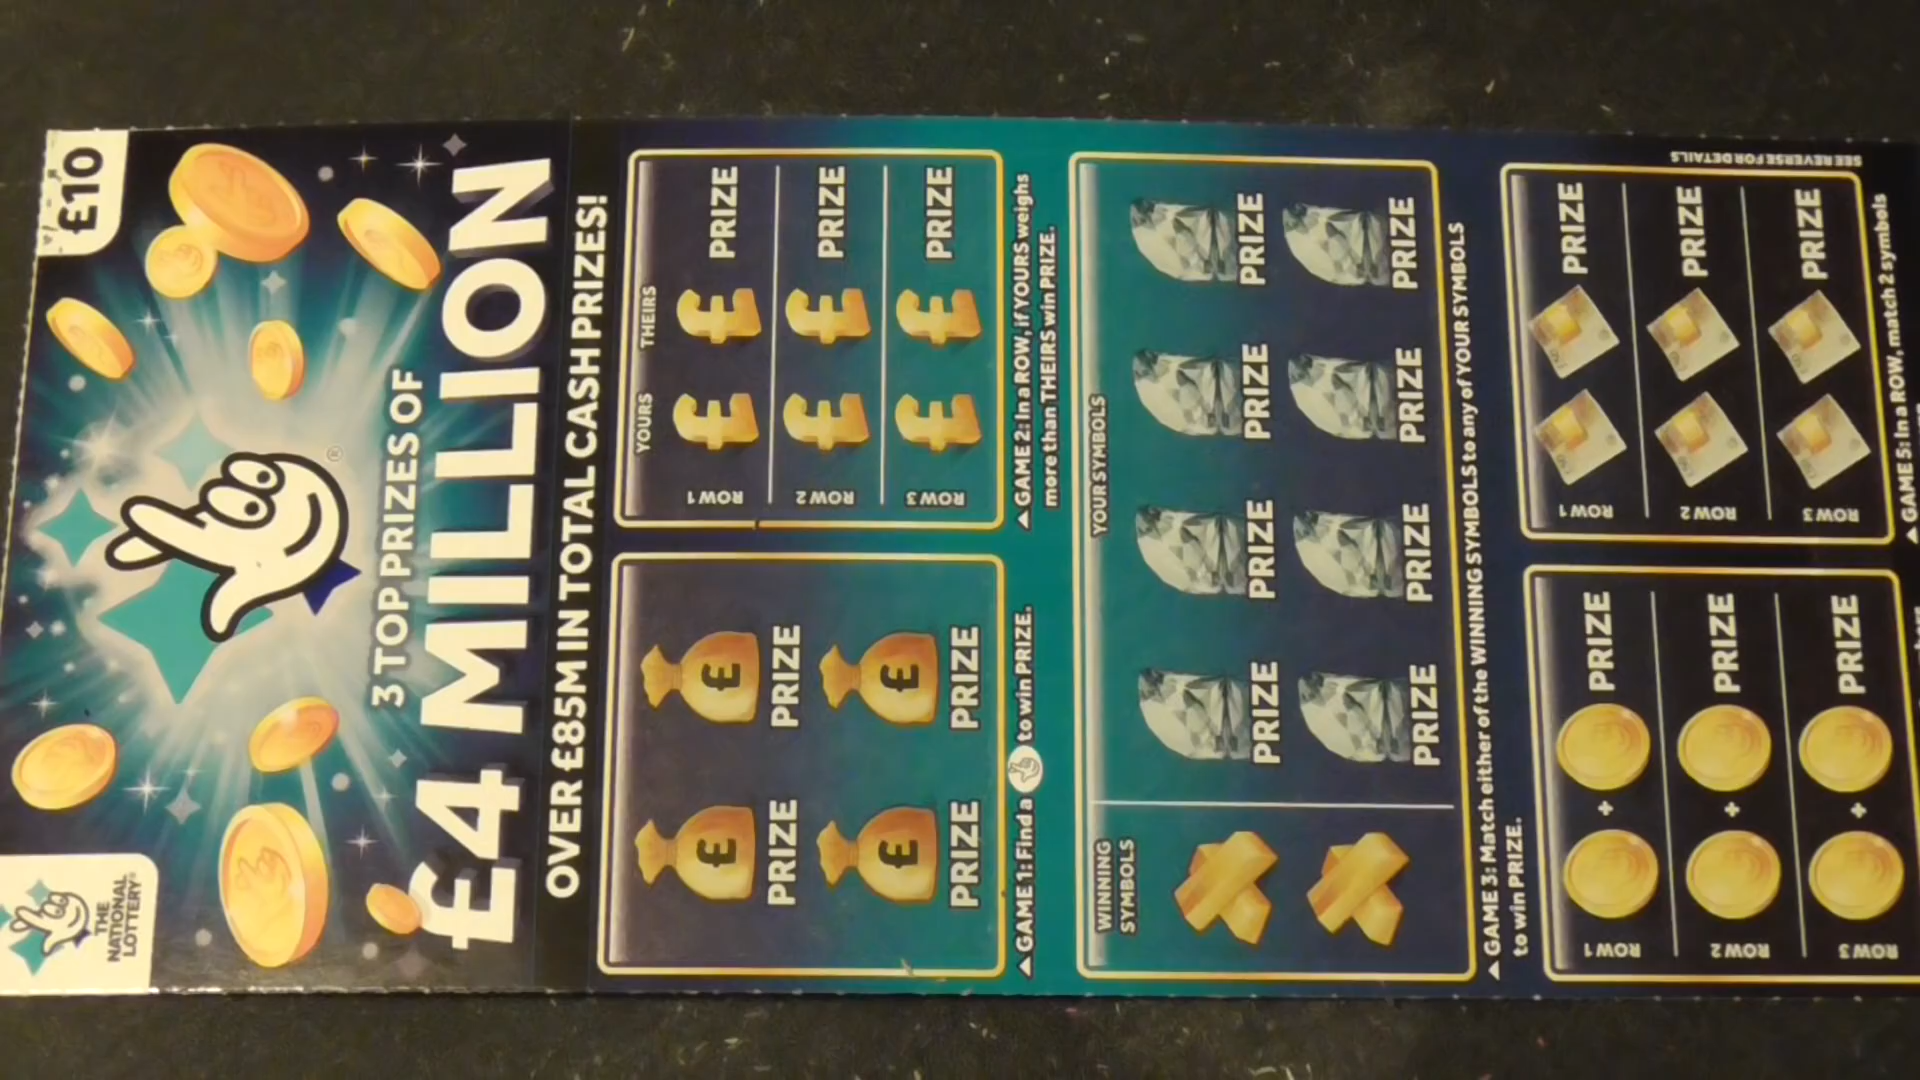 THE
NATIONAL
LOTTERY®
£10
®
3 TOP PRIZES OF
£4 MILLION
OVER £85M IN TOTAL CASH PRIZES!
£ £
PRIZE PRIZE
£ £
PRIZE PRIZE
▲GAME 1: Find a to win PRIZE.
YOURS THEIRS
ROW 1 £ £ PRIZE
ROW 2 £ £ PRIZE
ROW 3 £ £ PRIZE
▲GAME 2: In a ROW, if YOURS weighs
more than THEIRS win PRIZE.
WINNING
SYMBOLS
YOUR SYMBOLS
PRIZE PRIZE PRIZE PRIZE
PRIZE PRIZE PRIZE PRIZE
▲GAME 3: Match either of the WINNING SYMBOLS to any of YOUR SYMBOLS
to win PRIZE.
ROW 1 + PRIZE
ROW 2 + PRIZE
ROW 3 + PRIZE
ROW 1 PRIZE
ROW 2 PRIZE
ROW 3 PRIZE
▲GAME 5: In a ROW, match 2 symbols
SEE REVERSE FOR DETAILS